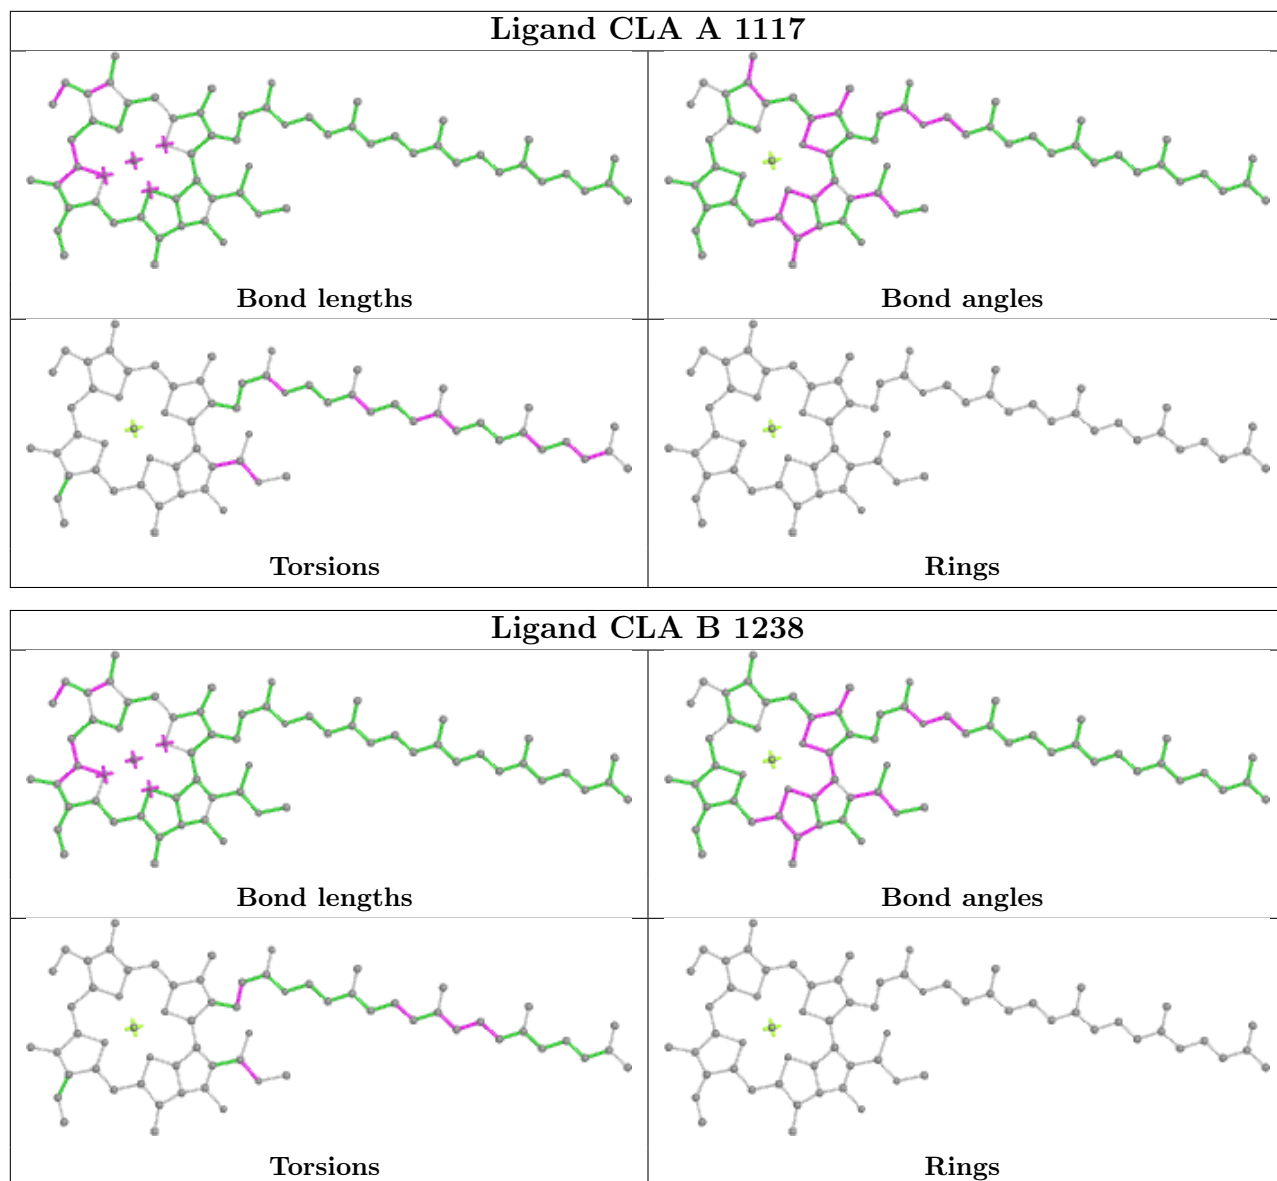 Ligand CLA A 1117
Bond lengths
Bond angles
Torsions
Rings
Ligand CLA B 1238
Bond lengths
Bond angles
Torsions
Rings